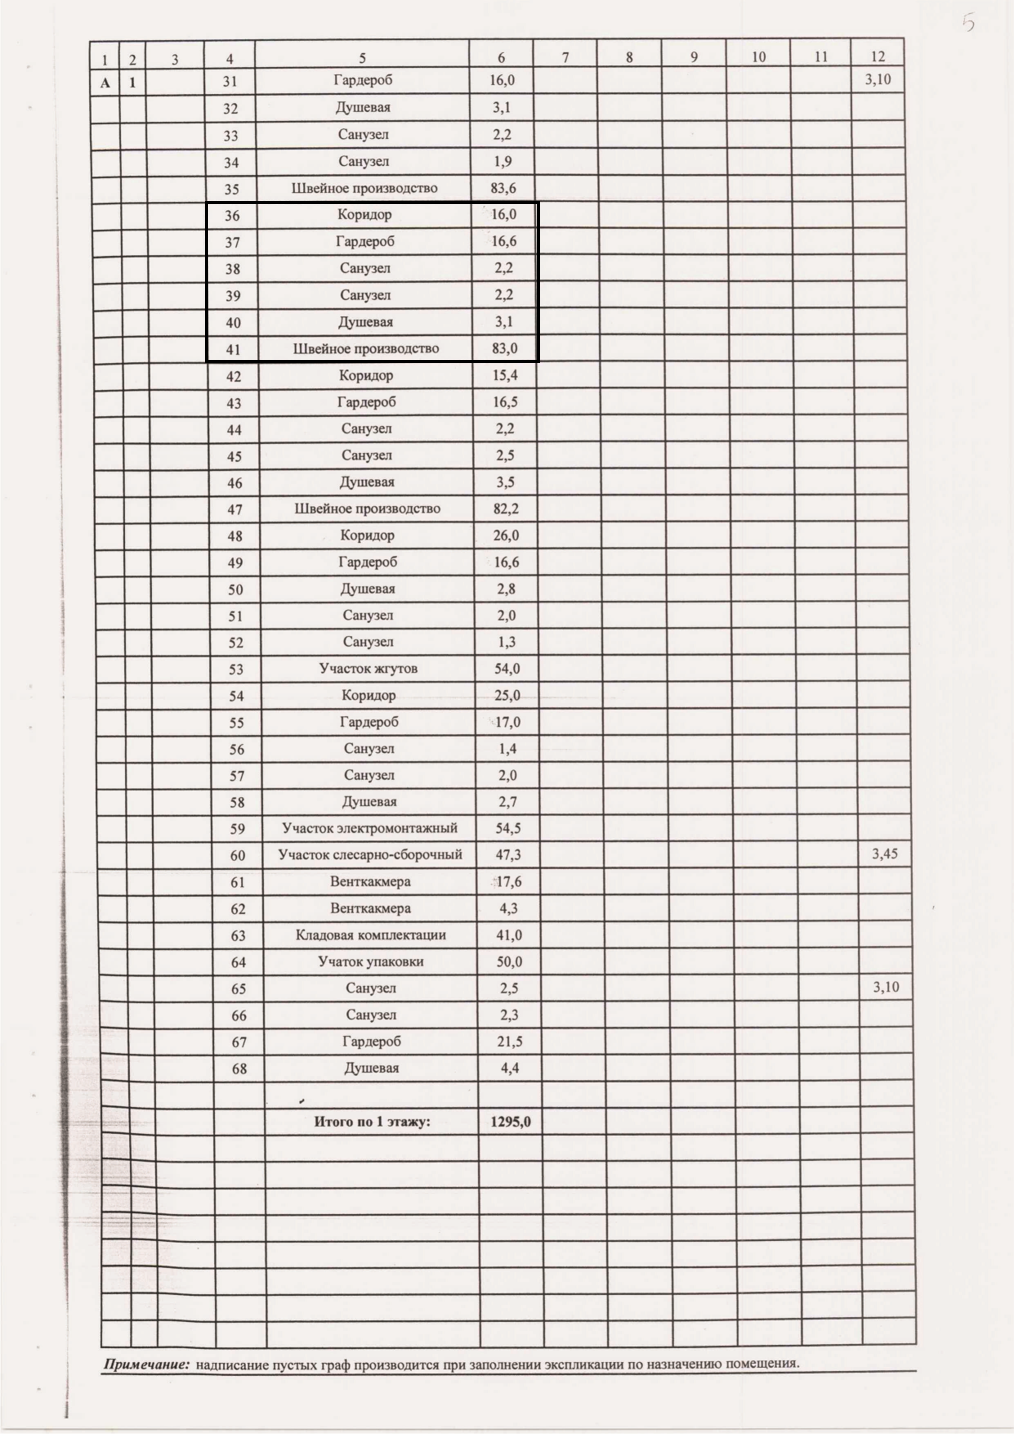 5
1 2 3 4 5 6 7 8 9 10 11 12
А 1 31 Гардероб 16,0 3,10
32 Душевая 3,1
33 Санузел 2,2
34 Санузел 1,9
35 Швейное производство 83,6
36 Коридор 16,0
37 Гардероб 16,6
38 Санузел 2,2
39 Санузел 2,2
40 Душевая 3,1
41 Швейное производство 83,0
42 Коридор 15,4
43 Гардероб 16,5
44 Санузел 2,2
45 Санузел 2,5
46 Душевая 3,5
47 Швейное производство 82,2
48 Коридор 26,0
49 Гардероб 16,6
50 Душевая 2,8
51 Санузел 2,0
52 Санузел 1,3
53 Участок жгутов 54,0
54 Коридор 25,0
55 Гардероб 17,0
56 Санузел 1,4
57 Санузел 2,0
58 Душевая 2,7
59 Участок электромонтажный 54,5
60 Участок слесарно-сборочный 47,3 3,45
61 Венткакмера 17,6
62 Венткакмера 4,3
63 Кладовая комплектации 41,0
64 Учаток упаковки 50,0
65 Санузел 2,5 3,10
66 Санузел 2,3
67 Гардероб 21,5
68 Душевая 4,4
Итого по 1 этажу: 1295,0
Примечание: надписание пустых граф производится при заполнении экспликации по назначению помещения.